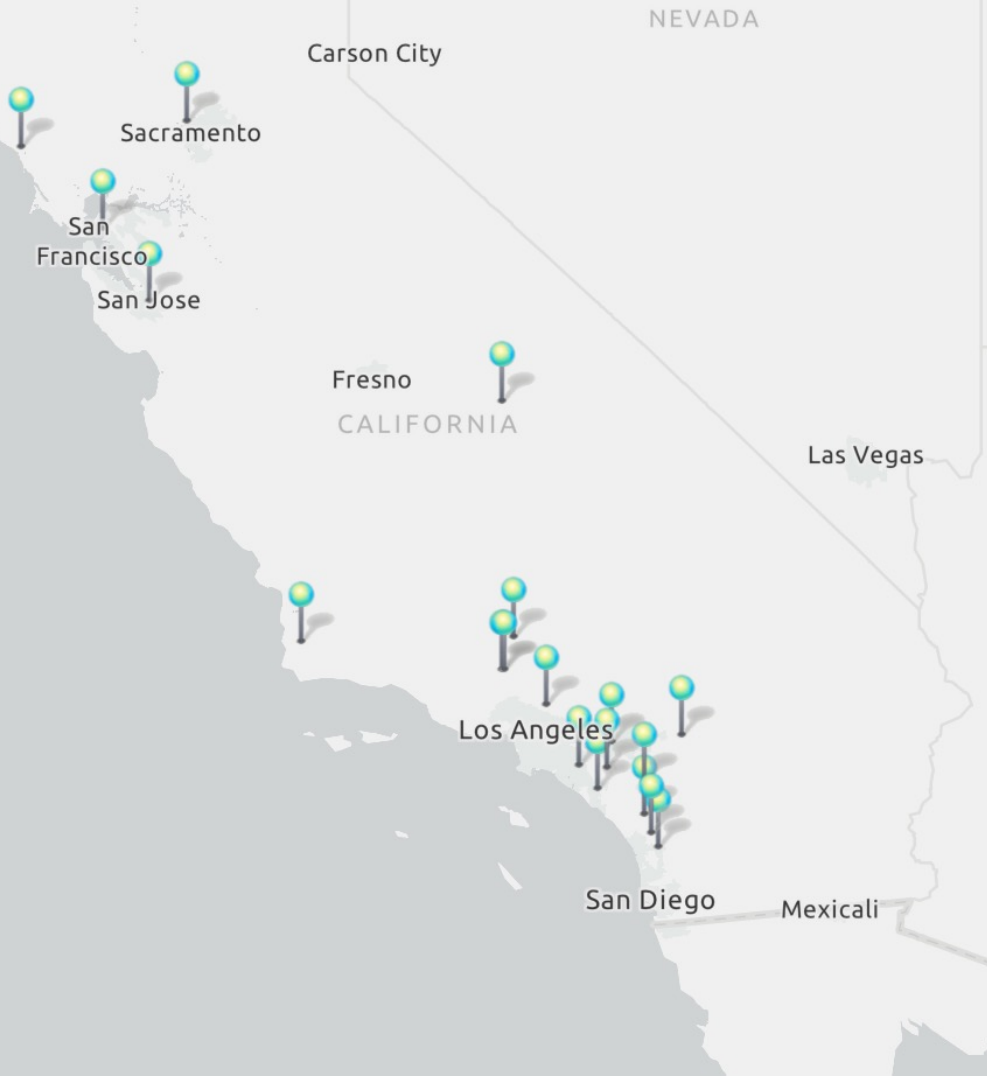 NEVADA
Carson City
Sacramento
San
Francisco
San Jose
Fresno
CALIFORNIA
Las Vegas
Los Angeles
San Diego
Mexicali